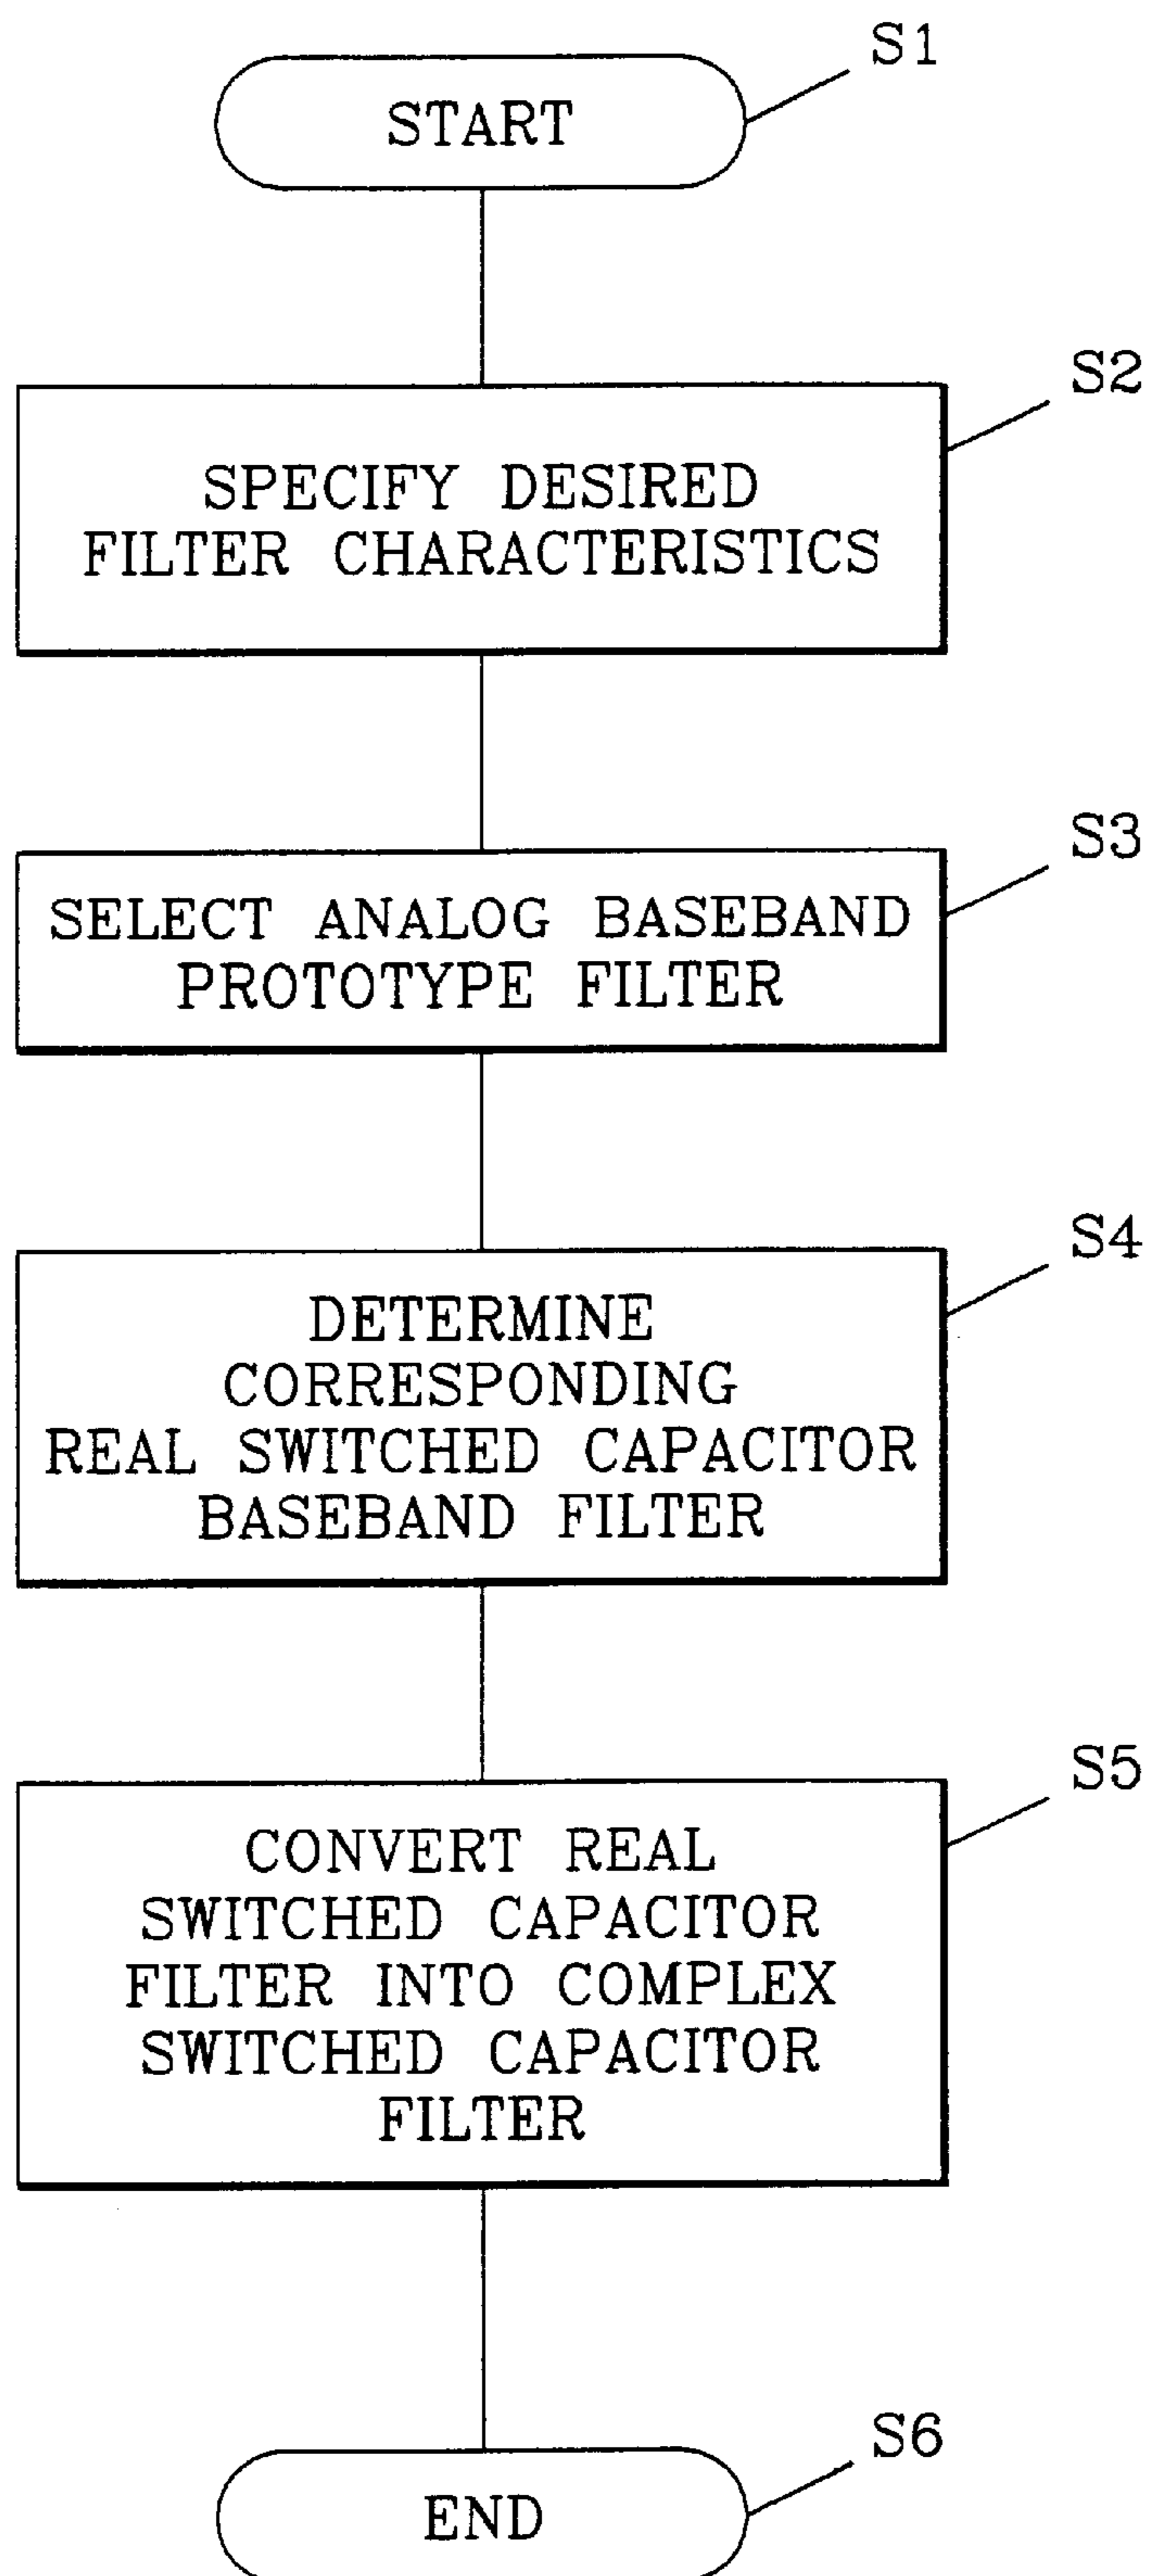 S1
START
S2
SPECIFY DESIRED
FILTER CHARACTERISTICS
S3
SELECT ANALOG BASEBAND
PROTOTYPE FILTER
S4
DETERMINE
CORRESPONDING
REAL SWITCHED CAPACITOR
BASEBAND FILTER
S5
CONVERT REAL
SWITCHED CAPACITOR
FILTER INTO COMPLEX
SWITCHED CAPACITOR
FILTER
S6
END